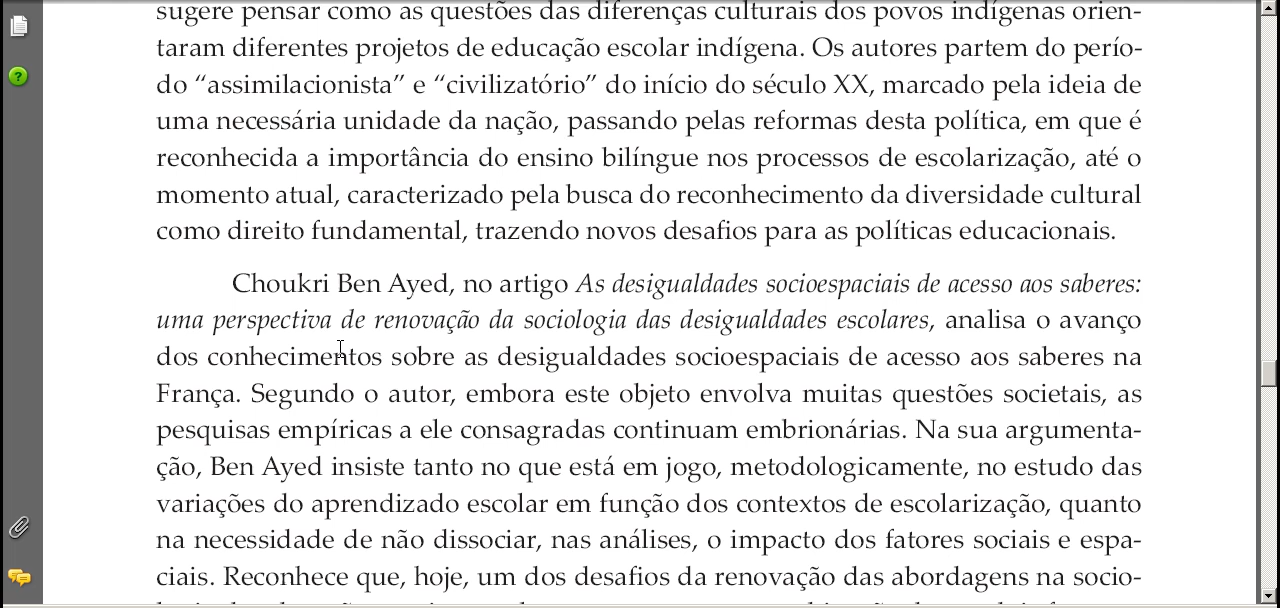 sugere pensar como as questões das diferenças culturais dos povos indígenas orien-
taram diferentes projetos de educação escolar indígena. Os autores partem do perío-
do “assimilacionista” e “civilizatório” do início do século XX, marcado pela ideia de
uma necessária unidade da nação, passando pelas reformas desta política, em que é
reconhecida a importância do ensino bilíngue nos processos de escolarização, até o
momento atual, caracterizado pela busca do reconhecimento da diversidade cultural
como direito fundamental, trazendo novos desafios para as políticas educacionais.
Choukri Ben Ayed, no artigo As desigualdades socioespaciais de acesso aos saberes:
uma perspectiva de renovação da sociologia das desigualdades escolares, analisa o avanço
dos conhecimentos sobre as desigualdades socioespaciais de acesso aos saberes na
França. Segundo o autor, embora este objeto envolva muitas questões societais, as
pesquisas empíricas a ele consagradas continuam embrionárias. Na sua argumenta-
ção, Ben Ayed insiste tanto no que está em jogo, metodologicamente, no estudo das
variações do aprendizado escolar em função dos contextos de escolarização, quanto
na necessidade de não dissociar, nas análises, o impacto dos fatores sociais e espa-
ciais. Reconhece que, hoje, um dos desafios da renovação das abordagens na socio-